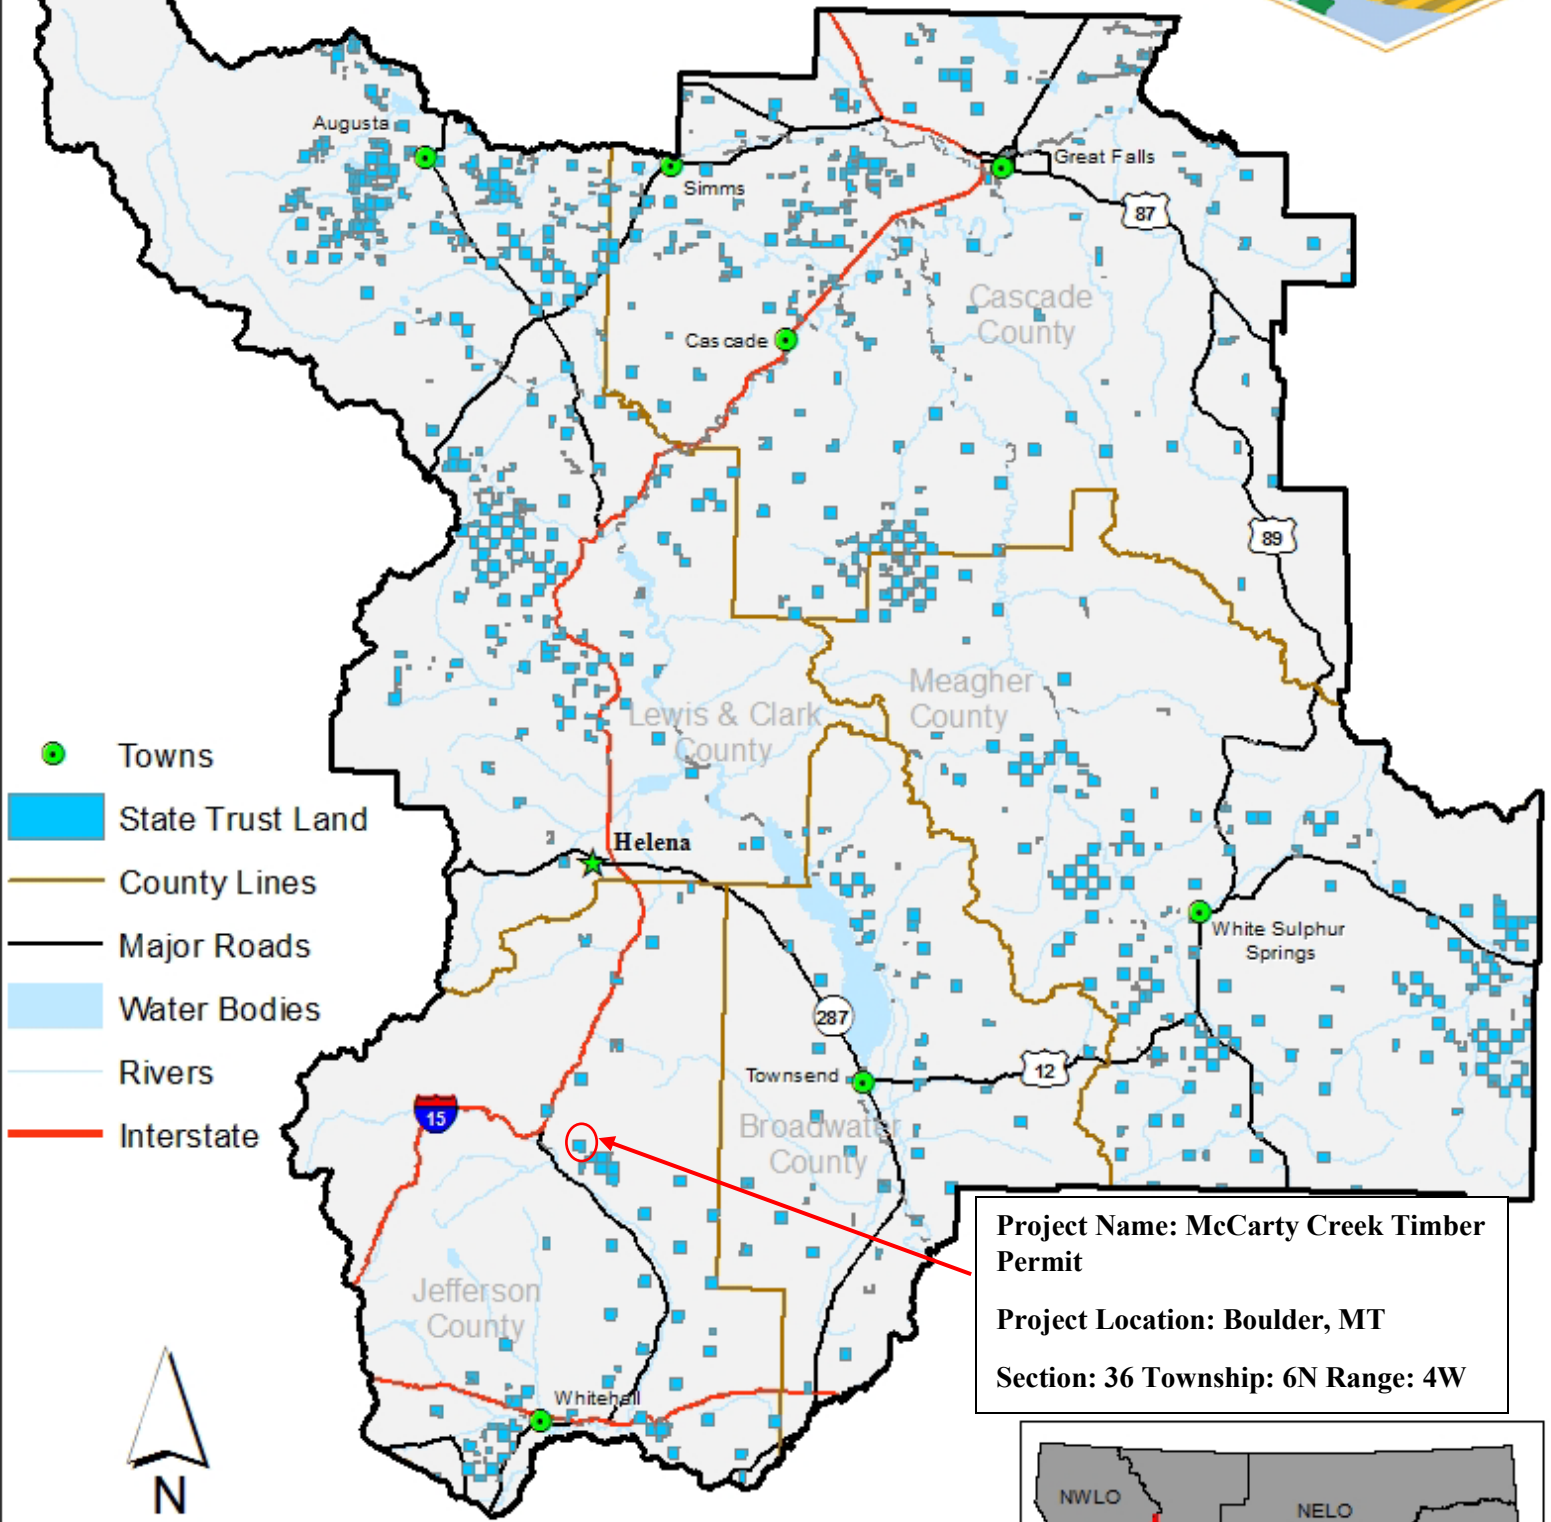 Augusta
Simms
Great Falls
87
Cascade
County
Cascade
89
Meagher
County
Lewis & Clark
County
Towns
State Trust Land
County Lines
Major Roads
Water Bodies
Rivers
Interstate
Helena
White Sulphur
Springs
287
Townsend
12
15
Broadwater
County
Jefferson
County
Whitehall
Project Name: McCarty Creek Timber
Permit
Project Location: Boulder, MT
Section: 36 Township: 6N Range: 4W
N
NWLO
NELO